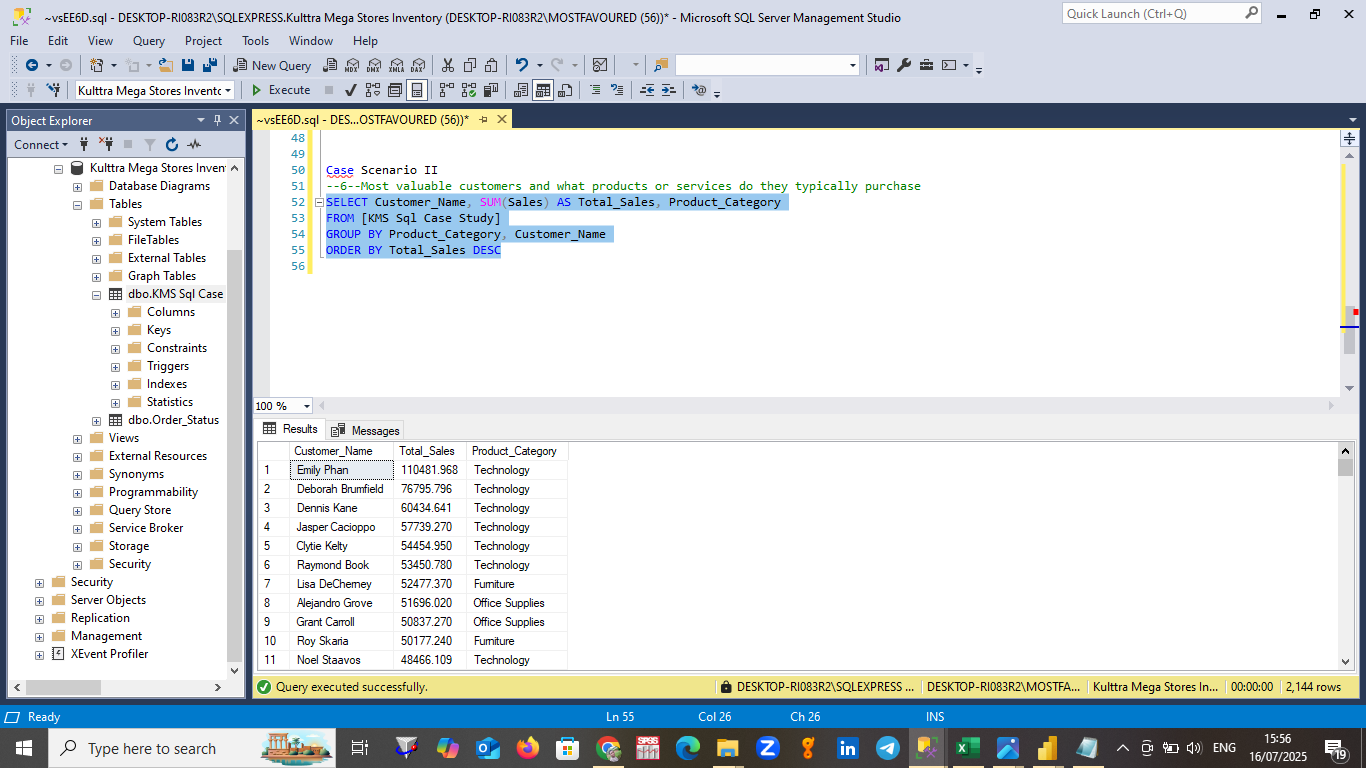 ~vsEE6D.sql - DESKTOP-RI083R2\SQLEXPRESS.Kulttra Mega Stores Inventory (DESKTOP-RI083R2\MOSTFAVOURED (56))* - Microsoft SQL Server Management Studio
Quick Launch (Ctrl+Q)
File Edit View Query Project Tools Window Help
New Query MDX DMX XMLA DAX
Kulttra Mega Stores Invento Execute
Object Explorer
Connect
Kulttra Mega Stores Inven
Database Diagrams
Tables
System Tables
FileTables
External Tables
Graph Tables
dbo.KMS Sql Case
Columns
Keys
Constraints
Triggers
Indexes
Statistics
dbo.Order_Status
Views
External Resources
Synonyms
Programmability
Query Store
Service Broker
Storage
Security
Security
Server Objects
Replication
Management
XEvent Profiler
~vsEE6D.sql - DES...OSTFAVOURED (56))*
48
49
50 Case Scenario II
51 --6--Most valuable customers and what products or services do they typically purchase
52 SELECT Customer_Name, SUM(Sales) AS Total_Sales, Product_Category
53 FROM [KMS Sql Case Study]
54 GROUP BY Product_Category, Customer_Name
55 ORDER BY Total_Sales DESC
56
100 %
Results Messages
Customer_Name Total_Sales Product_Category
1 Emily Phan 110481.968 Technology
2 Deborah Brumfield 76795.796 Technology
3 Dennis Kane 60434.641 Technology
4 Jasper Cacioppo 57739.270 Technology
5 Clytie Kelty 54454.950 Technology
6 Raymond Book 53450.780 Technology
7 Lisa DeCherney 52477.370 Furniture
8 Alejandro Grove 51696.020 Office Supplies
9 Grant Carroll 50837.270 Office Supplies
10 Roy Skaria 50177.240 Furniture
11 Noel Staavos 48466.109 Technology
Query executed successfully. DESKTOP-RI083R2\SQLEXPRESS ... DESKTOP-RI083R2\MOSTFA... Kulttra Mega Stores In... 00:00:00 2,144 rows
Ready Ln 55 Col 26 Ch 26 INS
Type here to search
SPGS
ENG
15:56
16/07/2025
19